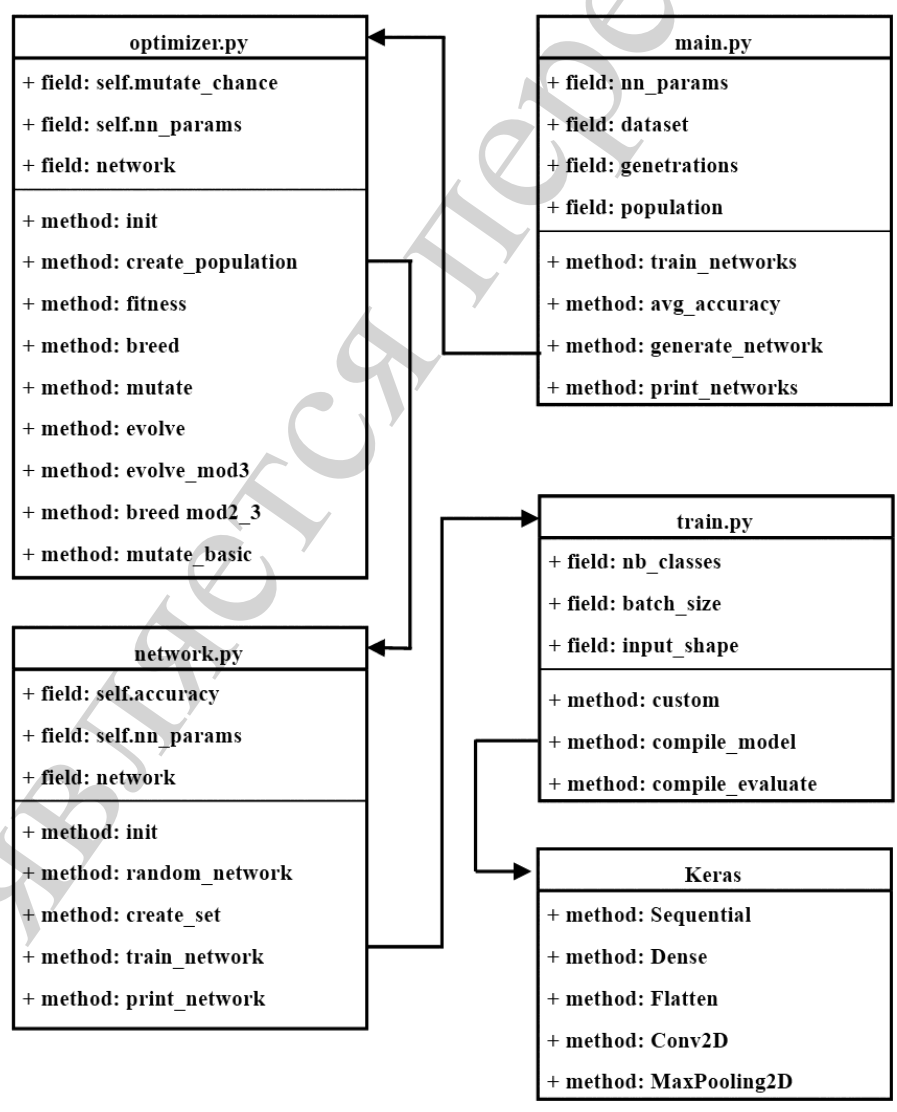 optimizer.py
+ field: self.mutate_chance
+ field: self.nn_params
+ field: network
+ method: init
+ method: create_population
+ method: fitness
+ method: breed
+ method: mutate
+ method: evolve
+ method: evolve_mod3
+ method: breed mod2_3
+ method: mutate_basic
main.py
+ field: nn_params
+ field: dataset
+ field: genetrations
+ field: population
+ method: train_networks
+ method: avg_accuracy
+ method: generate_network
+ method: print_networks
network.py
+ field: self.accuracy
+ field: self.nn_params
+ field: network
+ method: init
+ method: random_network
+ method: create_set
+ method: train_network
+ method: print_network
train.py
+ field: nb_classes
+ field: batch_size
+ field: input_shape
+ method: custom
+ method: compile_model
+ method: compile_evaluate
Keras
+ method: Sequential
+ method: Dense
+ method: Flatten
+ method: Conv2D
+ method: MaxPooling2D
является пере